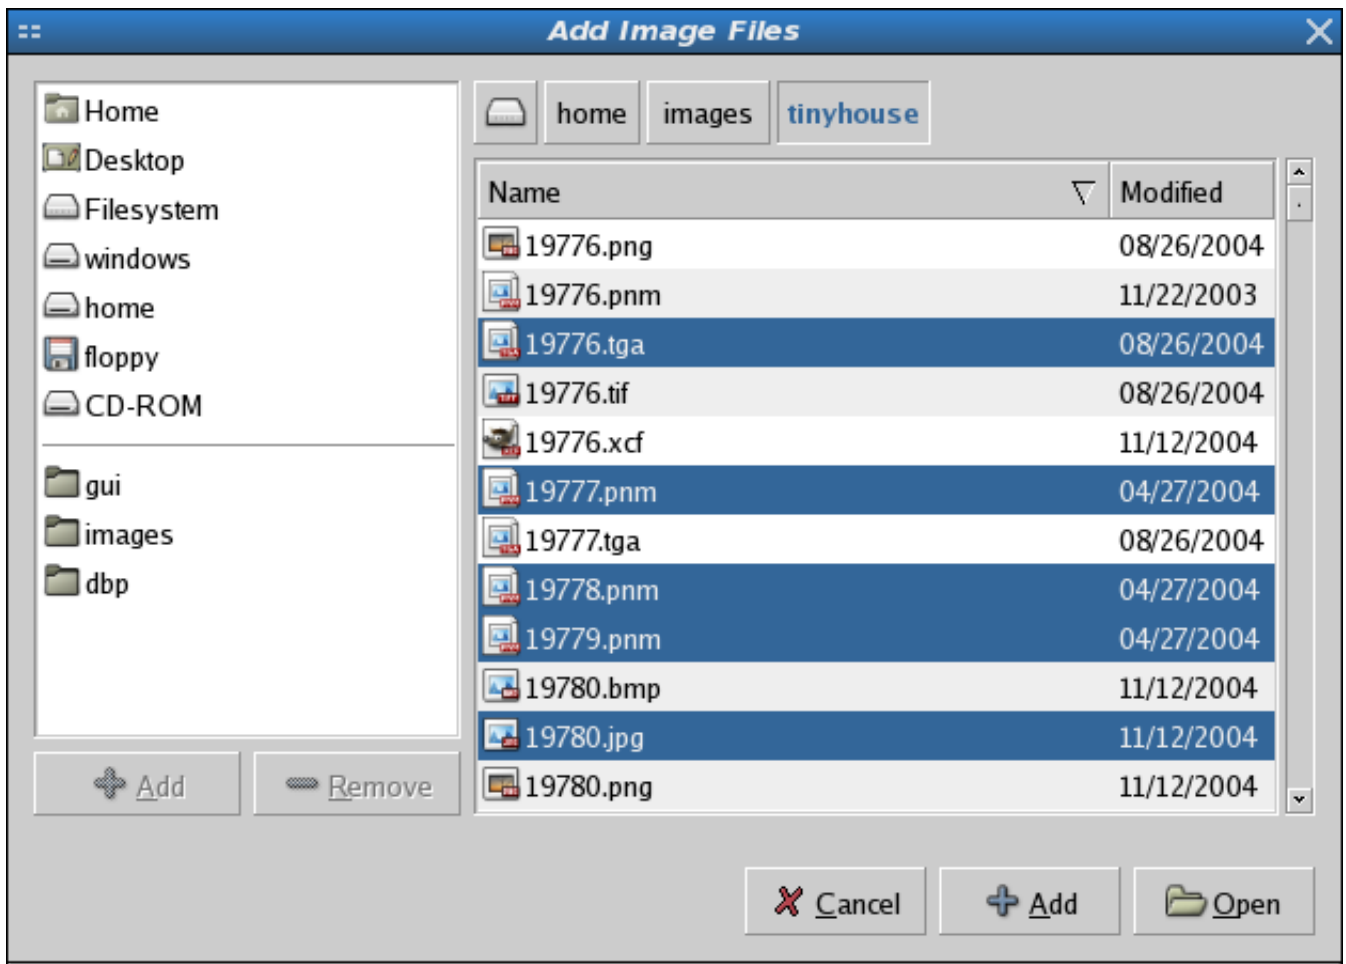 Add Image Files
Home
Desktop
Filesystem
windows
home
floppy
CD-ROM
gui
images
dbp
Add Remove
home images tinyhouse
Name Modified
19776.png 08/26/2004
19776.pnm 11/22/2003
19776.tga 08/26/2004
19776.tif 08/26/2004
19776.xcf 11/12/2004
19777.pnm 04/27/2004
19777.tga 08/26/2004
19778.pnm 04/27/2004
19779.pnm 04/27/2004
19780.bmp 11/12/2004
19780.jpg 11/12/2004
19780.png 11/12/2004
Cancel Add Open